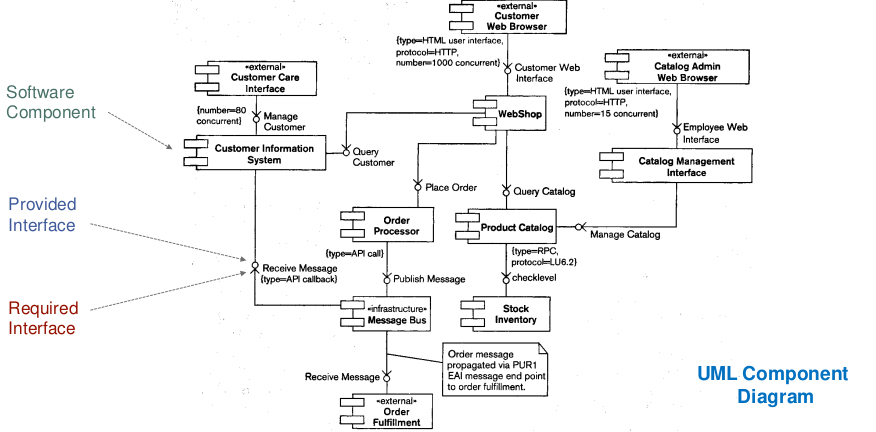 «external»
Customer
Web Browser
{type=HTML user interface,
protocol=HTTP,
number=1000 concurrent}
Customer Web
Interface
«external»
Catalog Admin
Web Browser
{type=HTML user interface,
protocol=HTTP,
number=15 concurrent}
Employee Web
Interface
«external»
Customer Care
Interface
{number=80
concurrent}
Manage
Customer
Software
Component
WebShop
Customer Information
System
Query
Customer
Catalog Management
Interface
Place Order
Query Catalog
Provided
Interface
Order
Processor
Product Catalog
Manage Catalog
{type=API call}
{type=RPC,
protocol=LU6.2}
Receive Message
{type=API callback}
Publish Message
checklevel
Required
Interface
«infrastructure»
Message Bus
Stock
Inventory
Order message
propagated via PUR1
EAI message end point
to order fulfillment.
Receive Message
«external»
Order
Fulfillment
UML Component
Diagram